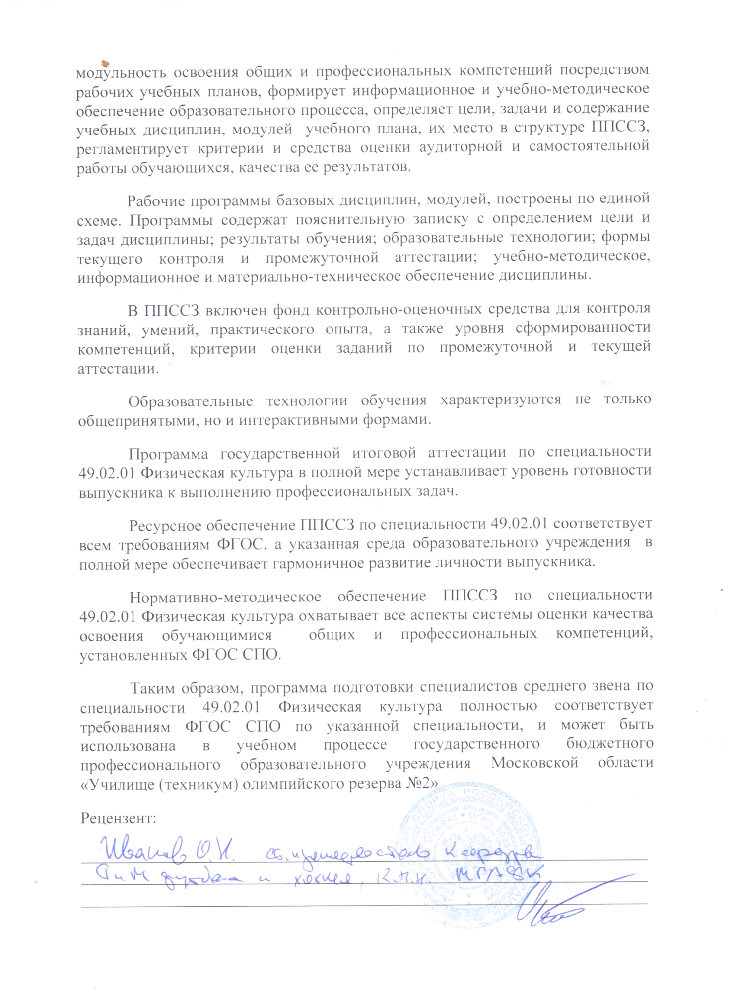 модульность освоения общих и профессиональных компетенций посредством
рабочих учебных планов, формирует информационное и учебно-методическое
обеспечение образовательного процесса, определяет цели, задачи и содержание
учебных дисциплин, модулей учебного плана, их место в структуре ППССЗ,
регламентирует критерии и средства оценки аудиторной и самостоятельной
работы обучающихся, качества ее результатов.
Рабочие программы базовых дисциплин, модулей, построены по единой
схеме. Программы содержат пояснительную записку с определением цели и
задач дисциплины; результаты обучения; образовательные технологии; формы
текущего контроля и промежуточной аттестации; учебно-методическое,
информационное и материально-техническое обеспечение дисциплины.
В ППССЗ включен фонд контрольно-оценочных средства для контроля
знаний, умений, практического опыта, а также уровня сформированности
компетенций, критерии оценки заданий по промежуточной и текущей
аттестации.
Образовательные технологии обучения характеризуются не только
общепринятыми, но и интерактивными формами.
Программа государственной итоговой аттестации по специальности
49.02.01 Физическая культура в полной мере устанавливает уровень готовности
выпускника к выполнению профессиональных задач.
Ресурсное обеспечение ППССЗ по специальности 49.02.01 соответствует
всем требованиям ФГОС, а указанная среда образовательного учреждения в
полной мере обеспечивает гармоничное развитие личности выпускника.
Нормативно-методическое обеспечение ППССЗ по специальности
49.02.01 Физическая культура охватывает все аспекты системы оценки качества
освоения обучающимися общих и профессиональных компетенций,
установленных ФГОС СПО.
Таким образом, программа подготовки специалистов среднего звена по
специальности 49.02.01 Физическая культура полностью соответствует
требованиям ФГОС СПО по указанной специальности, и может быть
использована в учебном процессе государственного бюджетного
профессионального образовательного учреждения Московской области
«Училище (техникум) олимпийского резерва №2»
Рецензент:
Иванов О.Н. ст. преподаватель кафедры
ТиМ футбола и хоккея, к.п.н МГАФК